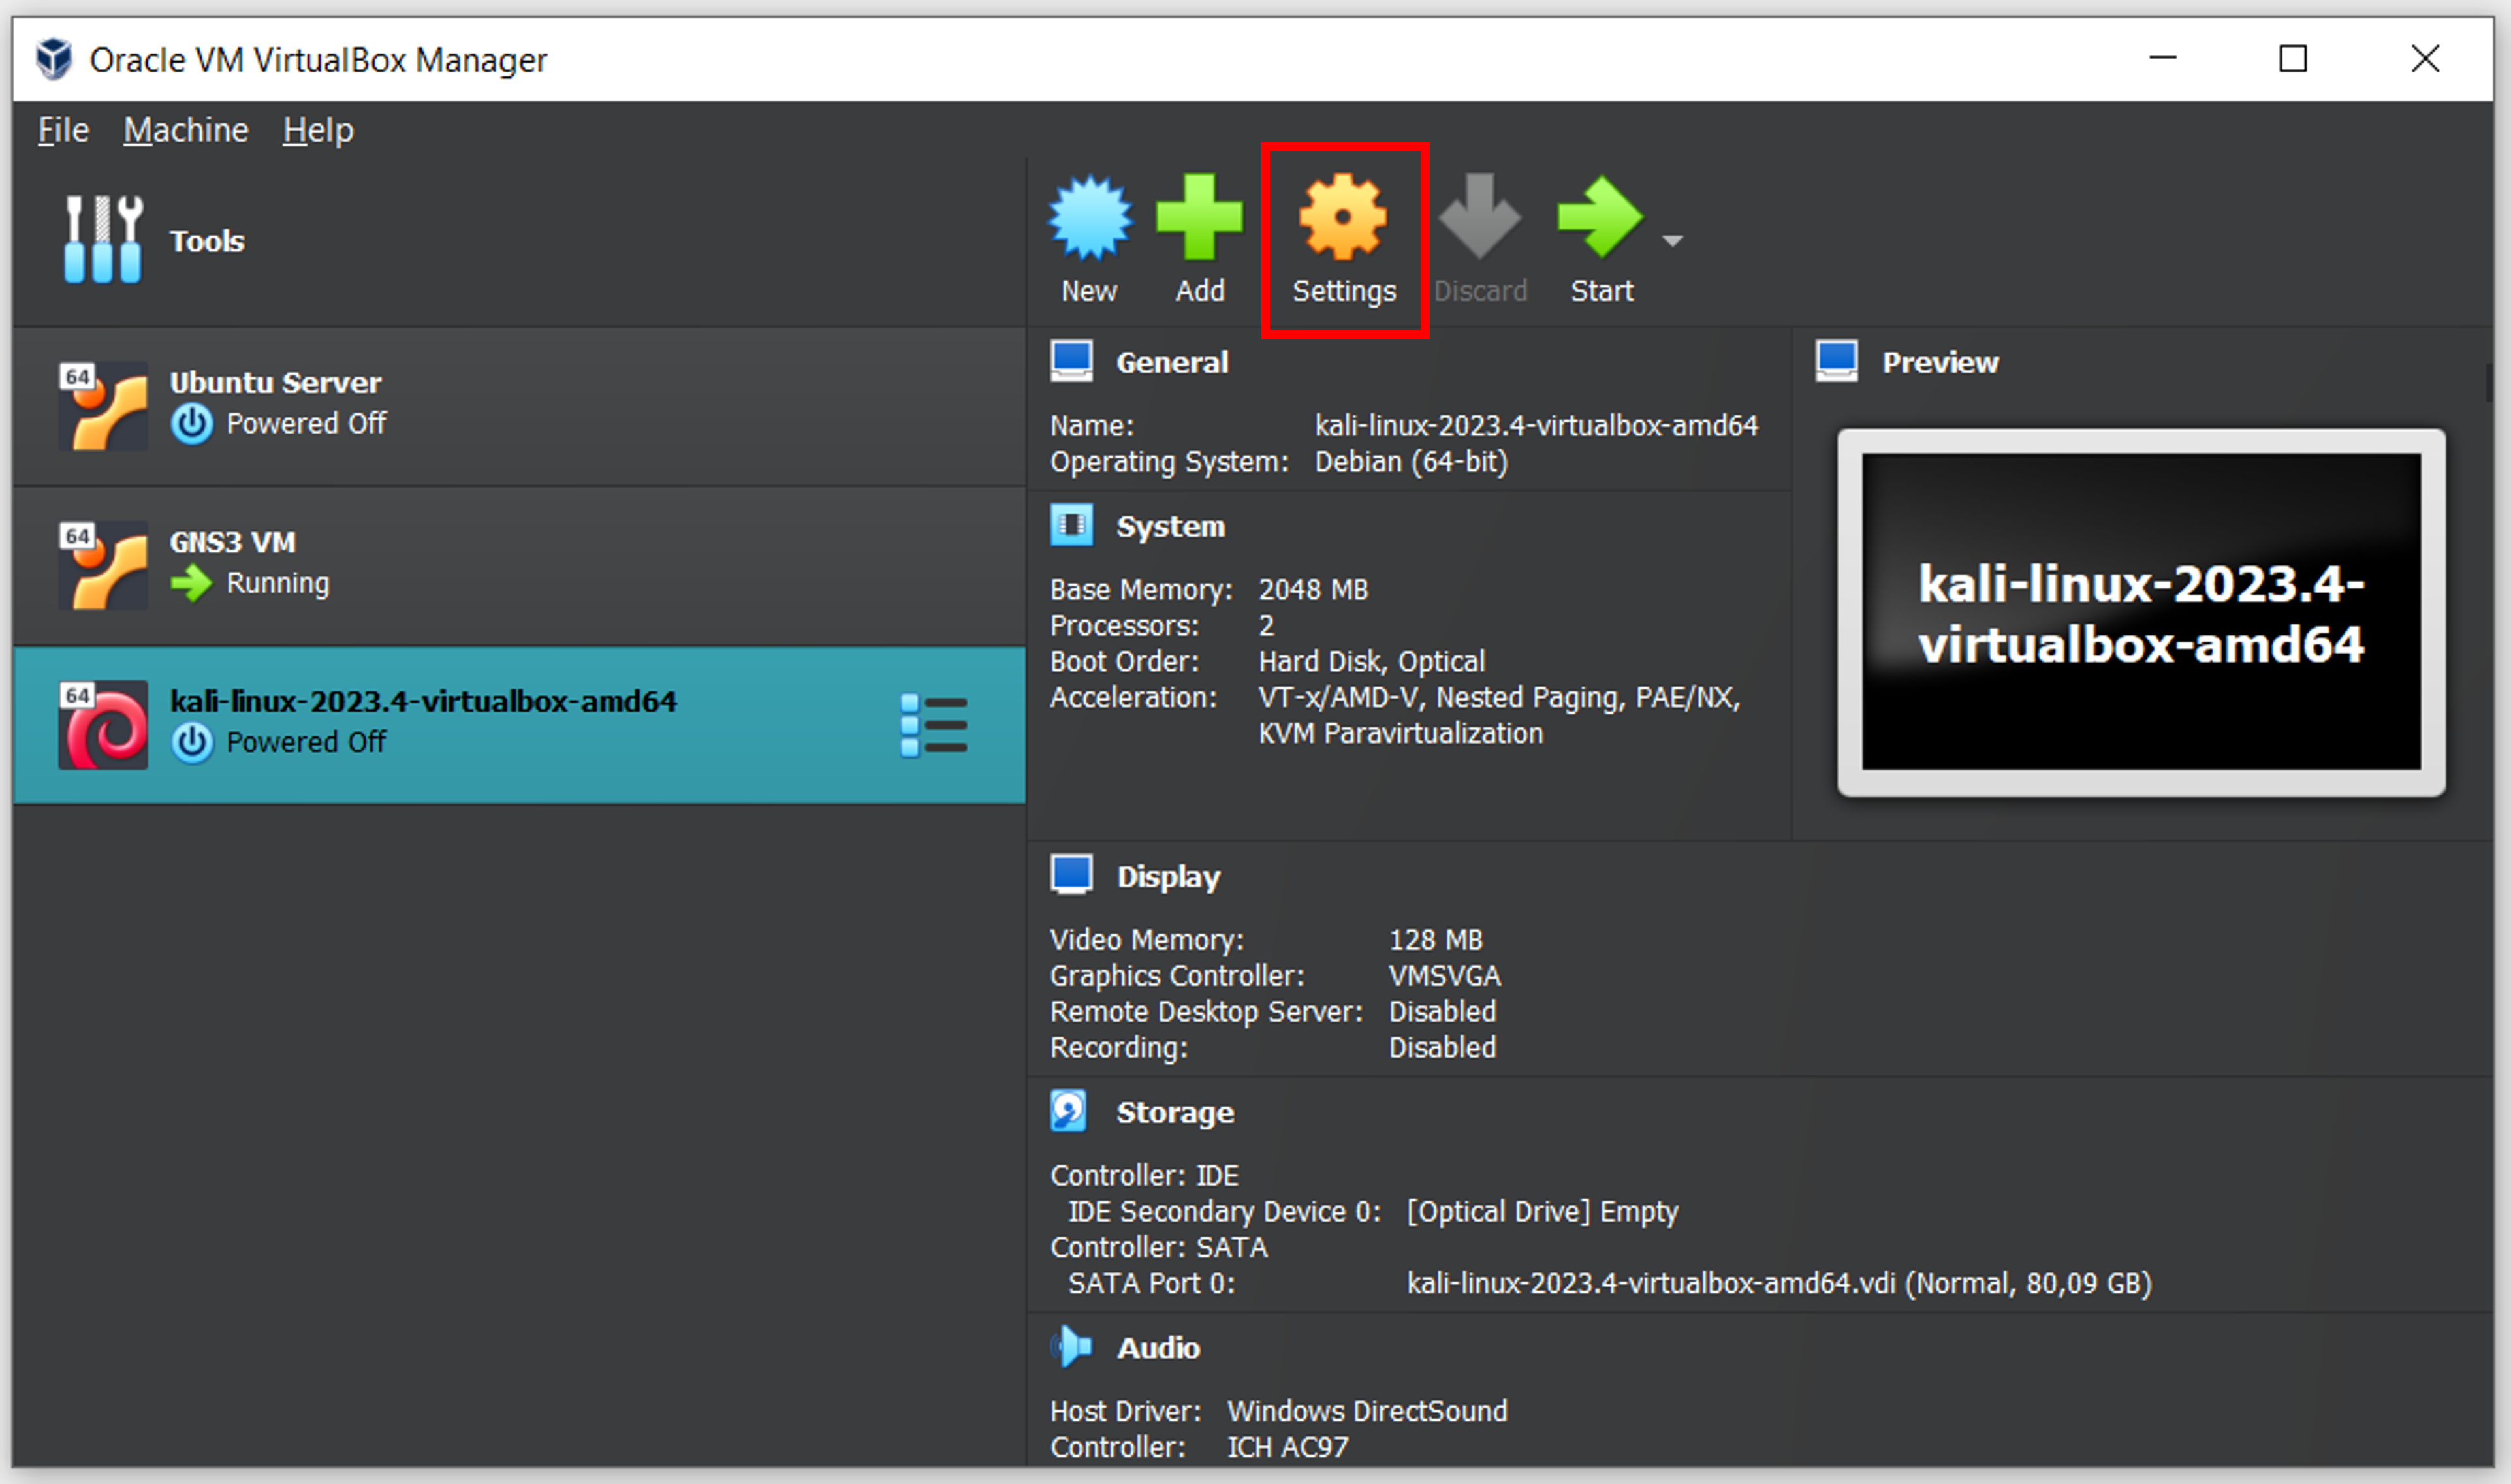 Oracle VM VirtualBox Manager
File Machine Help
Tools
New Add Settings Discard Start
64
Ubuntu Server
Powered Off
64
GNS3 VM
Running
64
kali-linux-2023.4-virtualbox-amd64
Powered Off
General
Name: kali-linux-2023.4-virtualbox-amd64
Operating System: Debian (64-bit)
Preview
kali-linux-2023.4-
virtualbox-amd64
System
Base Memory: 2048 MB
Processors: 2
Boot Order: Hard Disk, Optical
Acceleration: VT-x/AMD-V, Nested Paging, PAE/NX,
KVM Paravirtualization
Display
Video Memory: 128 MB
Graphics Controller: VMSVGA
Remote Desktop Server: Disabled
Recording: Disabled
Storage
Controller: IDE
IDE Secondary Device 0: [Optical Drive] Empty
Controller: SATA
SATA Port 0: kali-linux-2023.4-virtualbox-amd64.vdi (Normal, 80,09 GB)
Audio
Host Driver: Windows DirectSound
Controller: ICH AC97